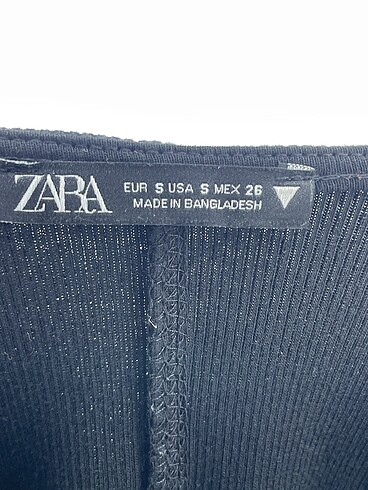 ZARA
EUR S USA S MEX 26
MADE IN BANGLADESH